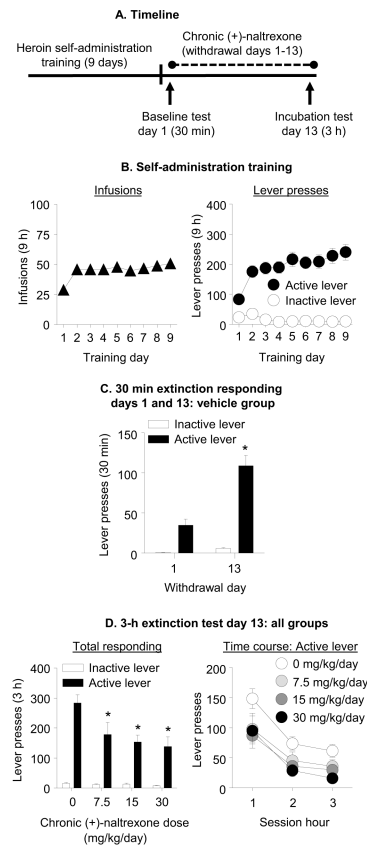 A. Timeline
Heroin self-administration
training (9 days)
Chronic (+)-naltrexone
(withdrawal days 1-13)
Baseline test
day 1 (30 min)
Incubation test
day 13 (3 h)
B. Self-administration training
Infusions
Infusions (9 h)
100
75
50
25
0
1 2 3 4 5 6 7 8 9
Training day
Lever presses
Lever presses (9 h)
400
300
200
100
0
Active lever
Inactive lever
1 2 3 4 5 6 7 8 9
Training day
C. 30 min extinction responding
days 1 and 13: vehicle group
Lever presses (30 min)
150
100
50
0
Inactive lever
Active lever
*
1 13
Withdrawal day
D. 3-h extinction test day 13: all groups
Total responding
Lever presses (3 h)
400
300
200
100
0
Inactive lever
Active lever
* * *
0 7.5 15 30
Chronic (+)-naltrexone dose
(mg/kg/day)
Time course: Active lever
Lever presses
200
150
100
50
0
0 mg/kg/day
7.5 mg/kg/day
15 mg/kg/day
30 mg/kg/day
1 2 3
Session hour